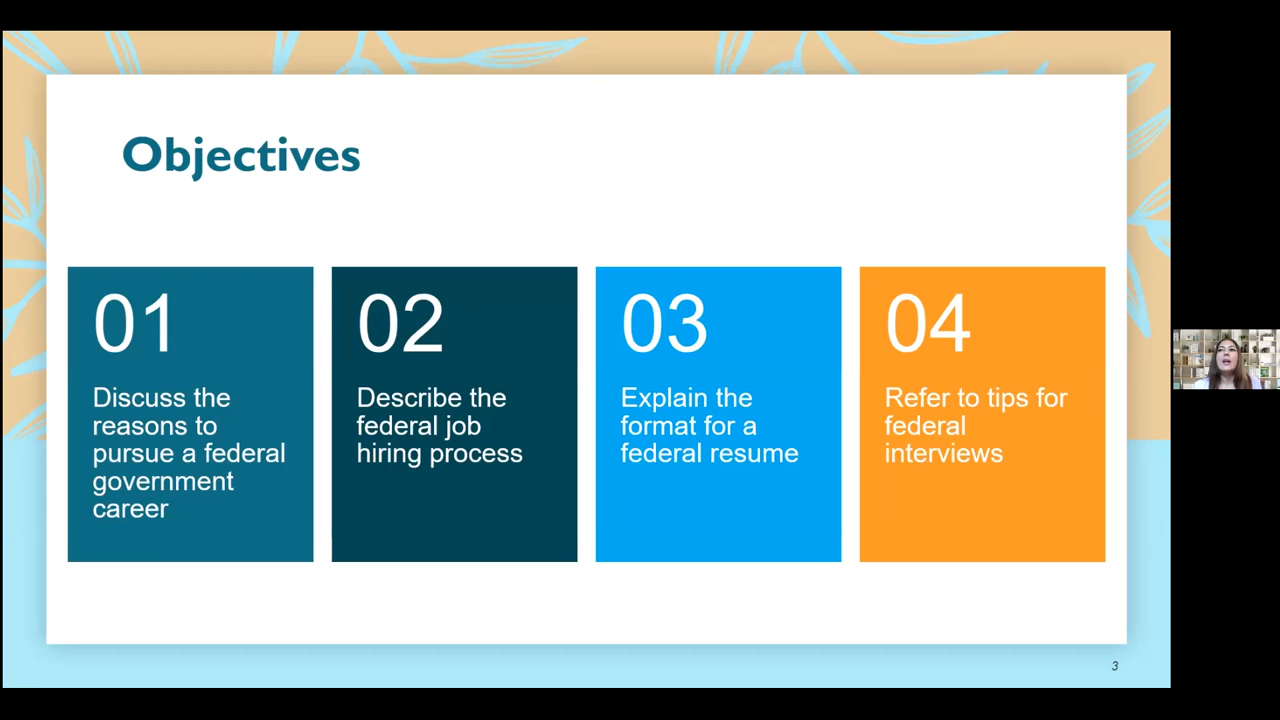 Objectives
01
Discuss the
reasons to
pursue a federal
government
career
02
Describe the
federal job
hiring process
03
Explain the
format for a
federal resume
04
Refer to tips for
federal
interviews
3